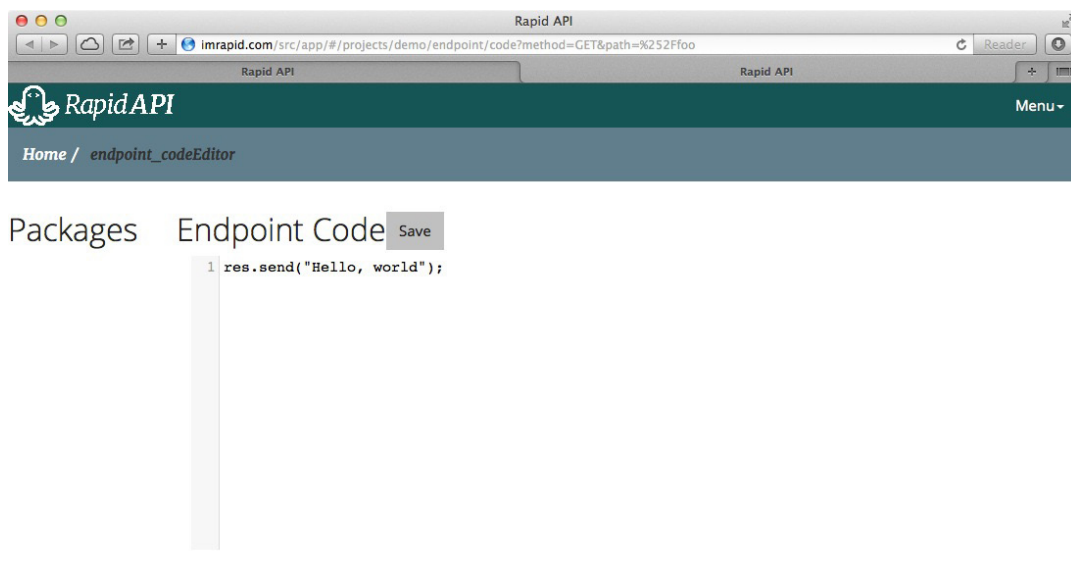 Rapid API
imrapid.com/src/app/#/projects/demo/endpoint/code?method=GET&path=%252Ffoo
Reader
Rapid API
Rapid API
RapidAPI
Menu
Home / endpoint_codeEditor
Packages
Endpoint Code
Save
1 res.send("Hello, world");